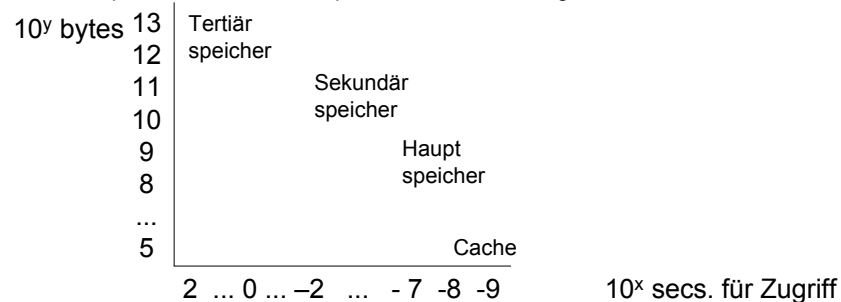 10ʸ bytes 13 Tertiär
12 speicher
11 Sekundär
10 speicher
9 Haupt
8 speicher
...
5 Cache
2 ... 0 ... –2 ... - 7 -8 -9 10ˣ secs. für Zugriff